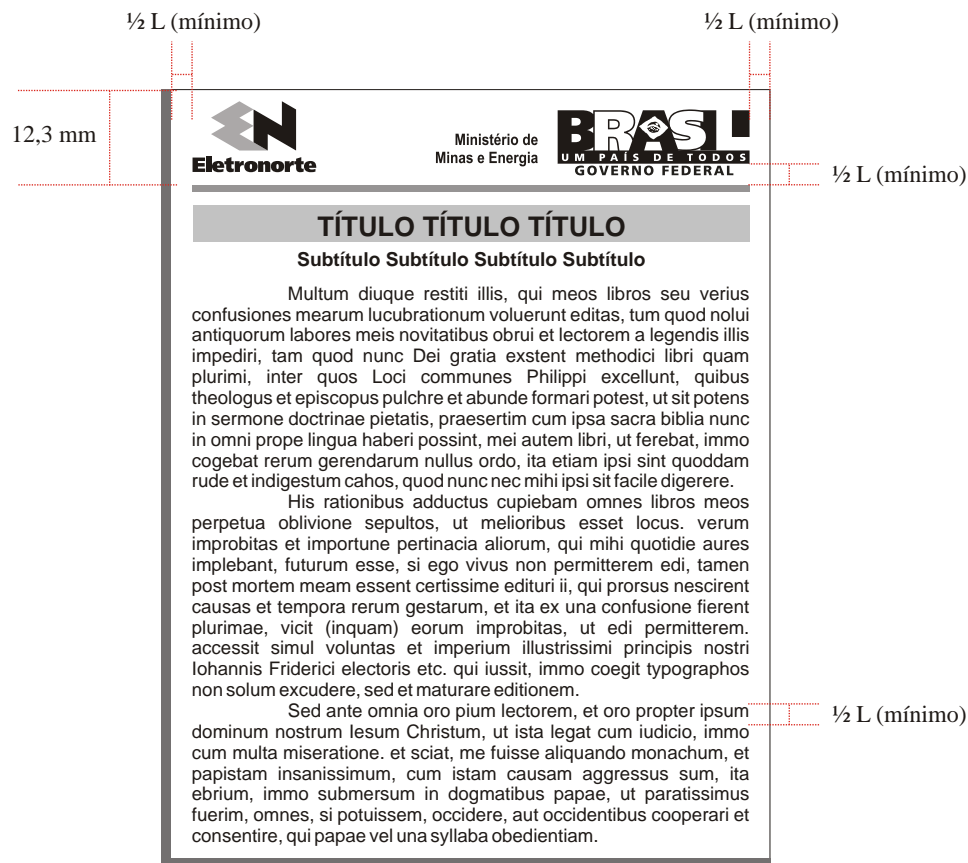 ½ L (mínimo)
½ L (mínimo)
12,3 mm
Eletronorte
Ministério de
Minas e Energia
BRASIL
UM PAÍS DE TODOS
GOVERNO FEDERAL
½ L (mínimo)
TÍTULO TÍTULO TÍTULO
Subtítulo Subtítulo Subtítulo Subtítulo
Multum diuque restiti illis, qui meos libros seu verius
confusiones mearum lucubrationum voluerunt editas, tum quod nolui
antiquorum labores meis novitatibus obrui et lectorem a legendis illis
impediri, tam quod nunc Dei gratia exstent methodici libri quam
plurimi, inter quos Loci communes Philippi excellunt, quibus
theologus et episcopus pulchre et abunde formari potest, ut sit potens
in sermone doctrinae pietatis, praesertim cum ipsa sacra biblia nunc
in omni prope lingua haberi possint, mei autem libri, ut ferebat, immo
cogebat rerum gerendarum nullus ordo, ita etiam ipsi sint quoddam
rude et indigestum cahos, quod nunc nec mihi ipsi sit facile digerere.
His rationibus adductus cupiebam omnes libros meos
perpetua oblivione sepultos, ut melioribus esset locus. verum
improbitas et importune pertinacia aliorum, qui mihi quotidie aures
implebant, futurum esse, si ego vivus non permitterem edi, tamen
post mortem meam essent certissime edituri ii, qui prorsus nescirent
causas et tempora rerum gestarum, et ita ex una confusione fierent
plurimae, vicit (inquam) eorum improbitas, ut edi permitterem.
accessit simul voluntas et imperium illustrissimi principis nostri
Iohannis Friderici electoris etc. qui iussit, immo coegit typographos
non solum excudere, sed et maturare editionem.
Sed ante omnia oro pium lectorem, et oro propter ipsum
½ L (mínimo)
dominum nostrum Iesum Christum, ut ista legat cum iudicio, immo
cum multa miseratione. et sciat, me fuisse aliquando monachum, et
papistam insanissimum, cum istam causam aggressus sum, ita
ebrium, immo submersum in dogmatibus papae, ut paratissimus
fuerim, omnes, si potuissem, occidere, aut occidentibus cooperari et
consentire, qui papae vel una syllaba obedientiam.